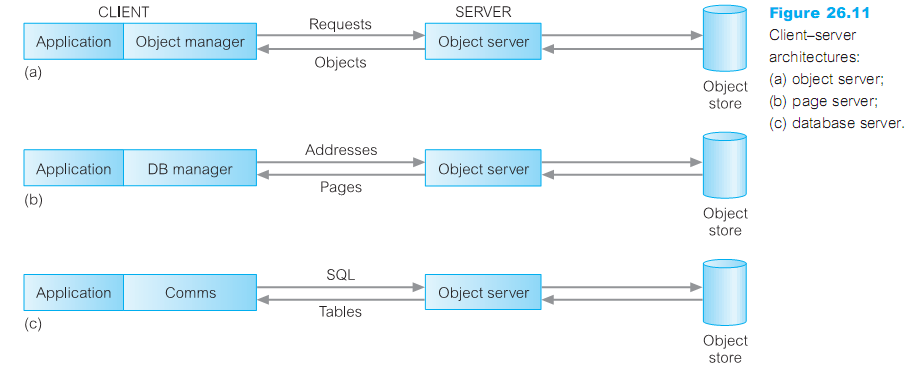 CLIENT
SERVER
Application
Object manager
Requests
Objects
Object server
Object
store
(a)
Application
DB manager
Addresses
Pages
Object server
Object
store
(b)
Application
Comms
SQL
Tables
Object server
Object
store
(c)
Figure 26.11
Client–server
architectures:
(a) object server;
(b) page server;
(c) database server.